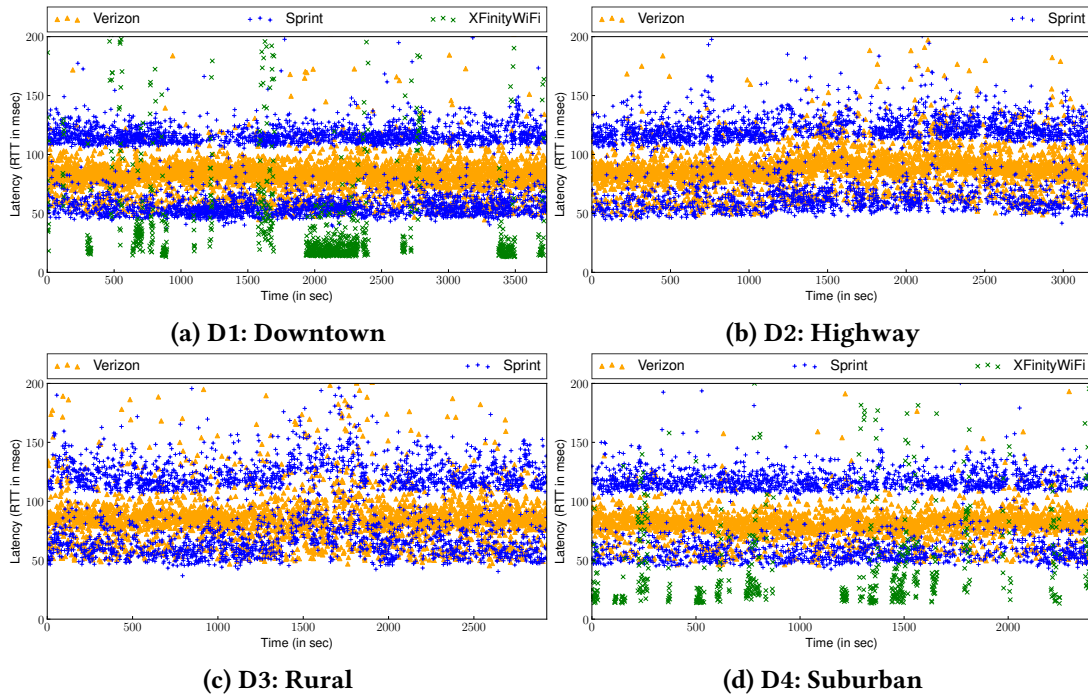 Verizon Sprint XFinityWiFi
200
150
100
50
0
Latency (RTT in msec)
0 500 1000 1500 2000 2500 3000 3500
Time (in sec)
(a) D1: Downtown
Verizon Sprint
200
150
100
50
0
Latency (RTT in msec)
500 1000 1500 2000 2500 3000
Time (in sec)
(b) D2: Highway
Verizon Sprint
200
150
100
50
0
Latency (RTT in msec)
0 500 1000 1500 2000 2500
Time (in sec)
(c) D3: Rural
Verizon Sprint XFinityWiFi
200
150
100
50
0
Latency (RTT in msec)
0 500 1000 1500 2000
Time (in sec)
(d) D4: Suburban